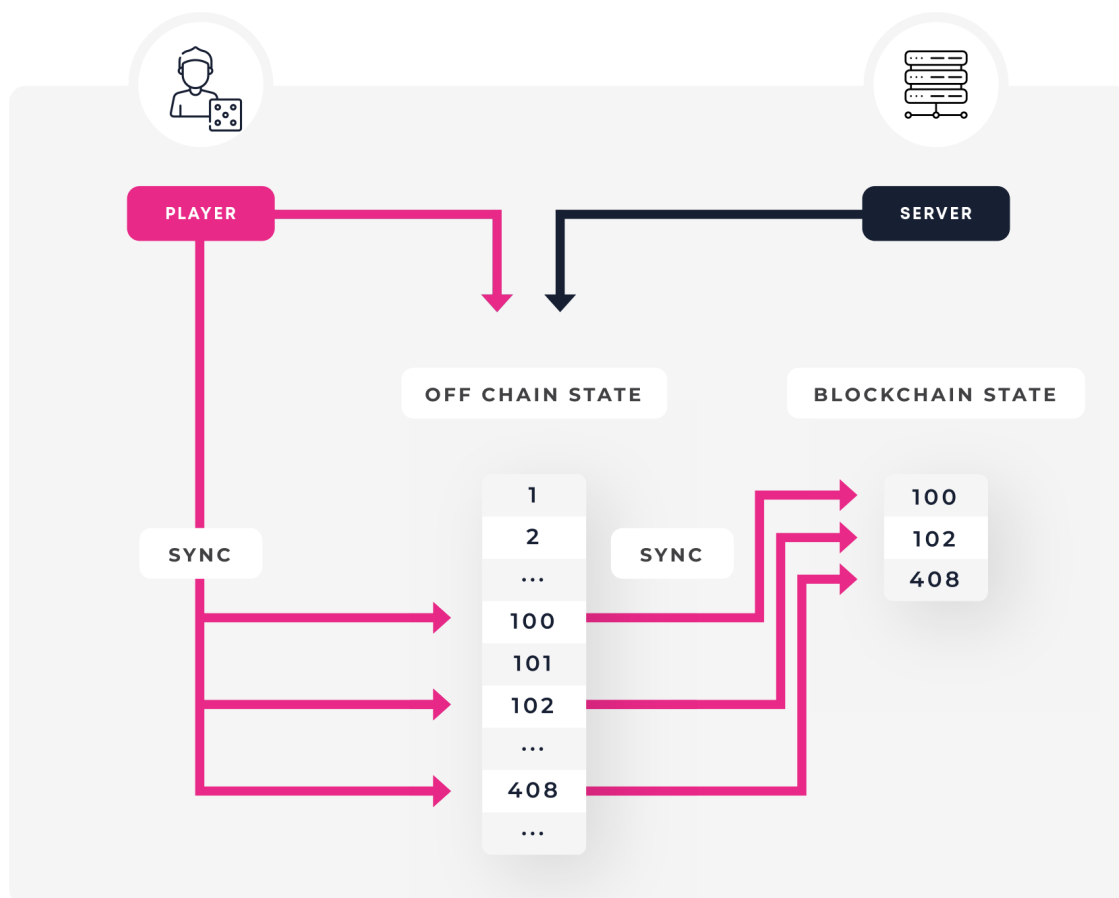 PLAYER
SERVER
OFF CHAIN STATE
BLOCKCHAIN STATE
1
2
...
100
101
102
...
408
...
SYNC
SYNC
100
102
408